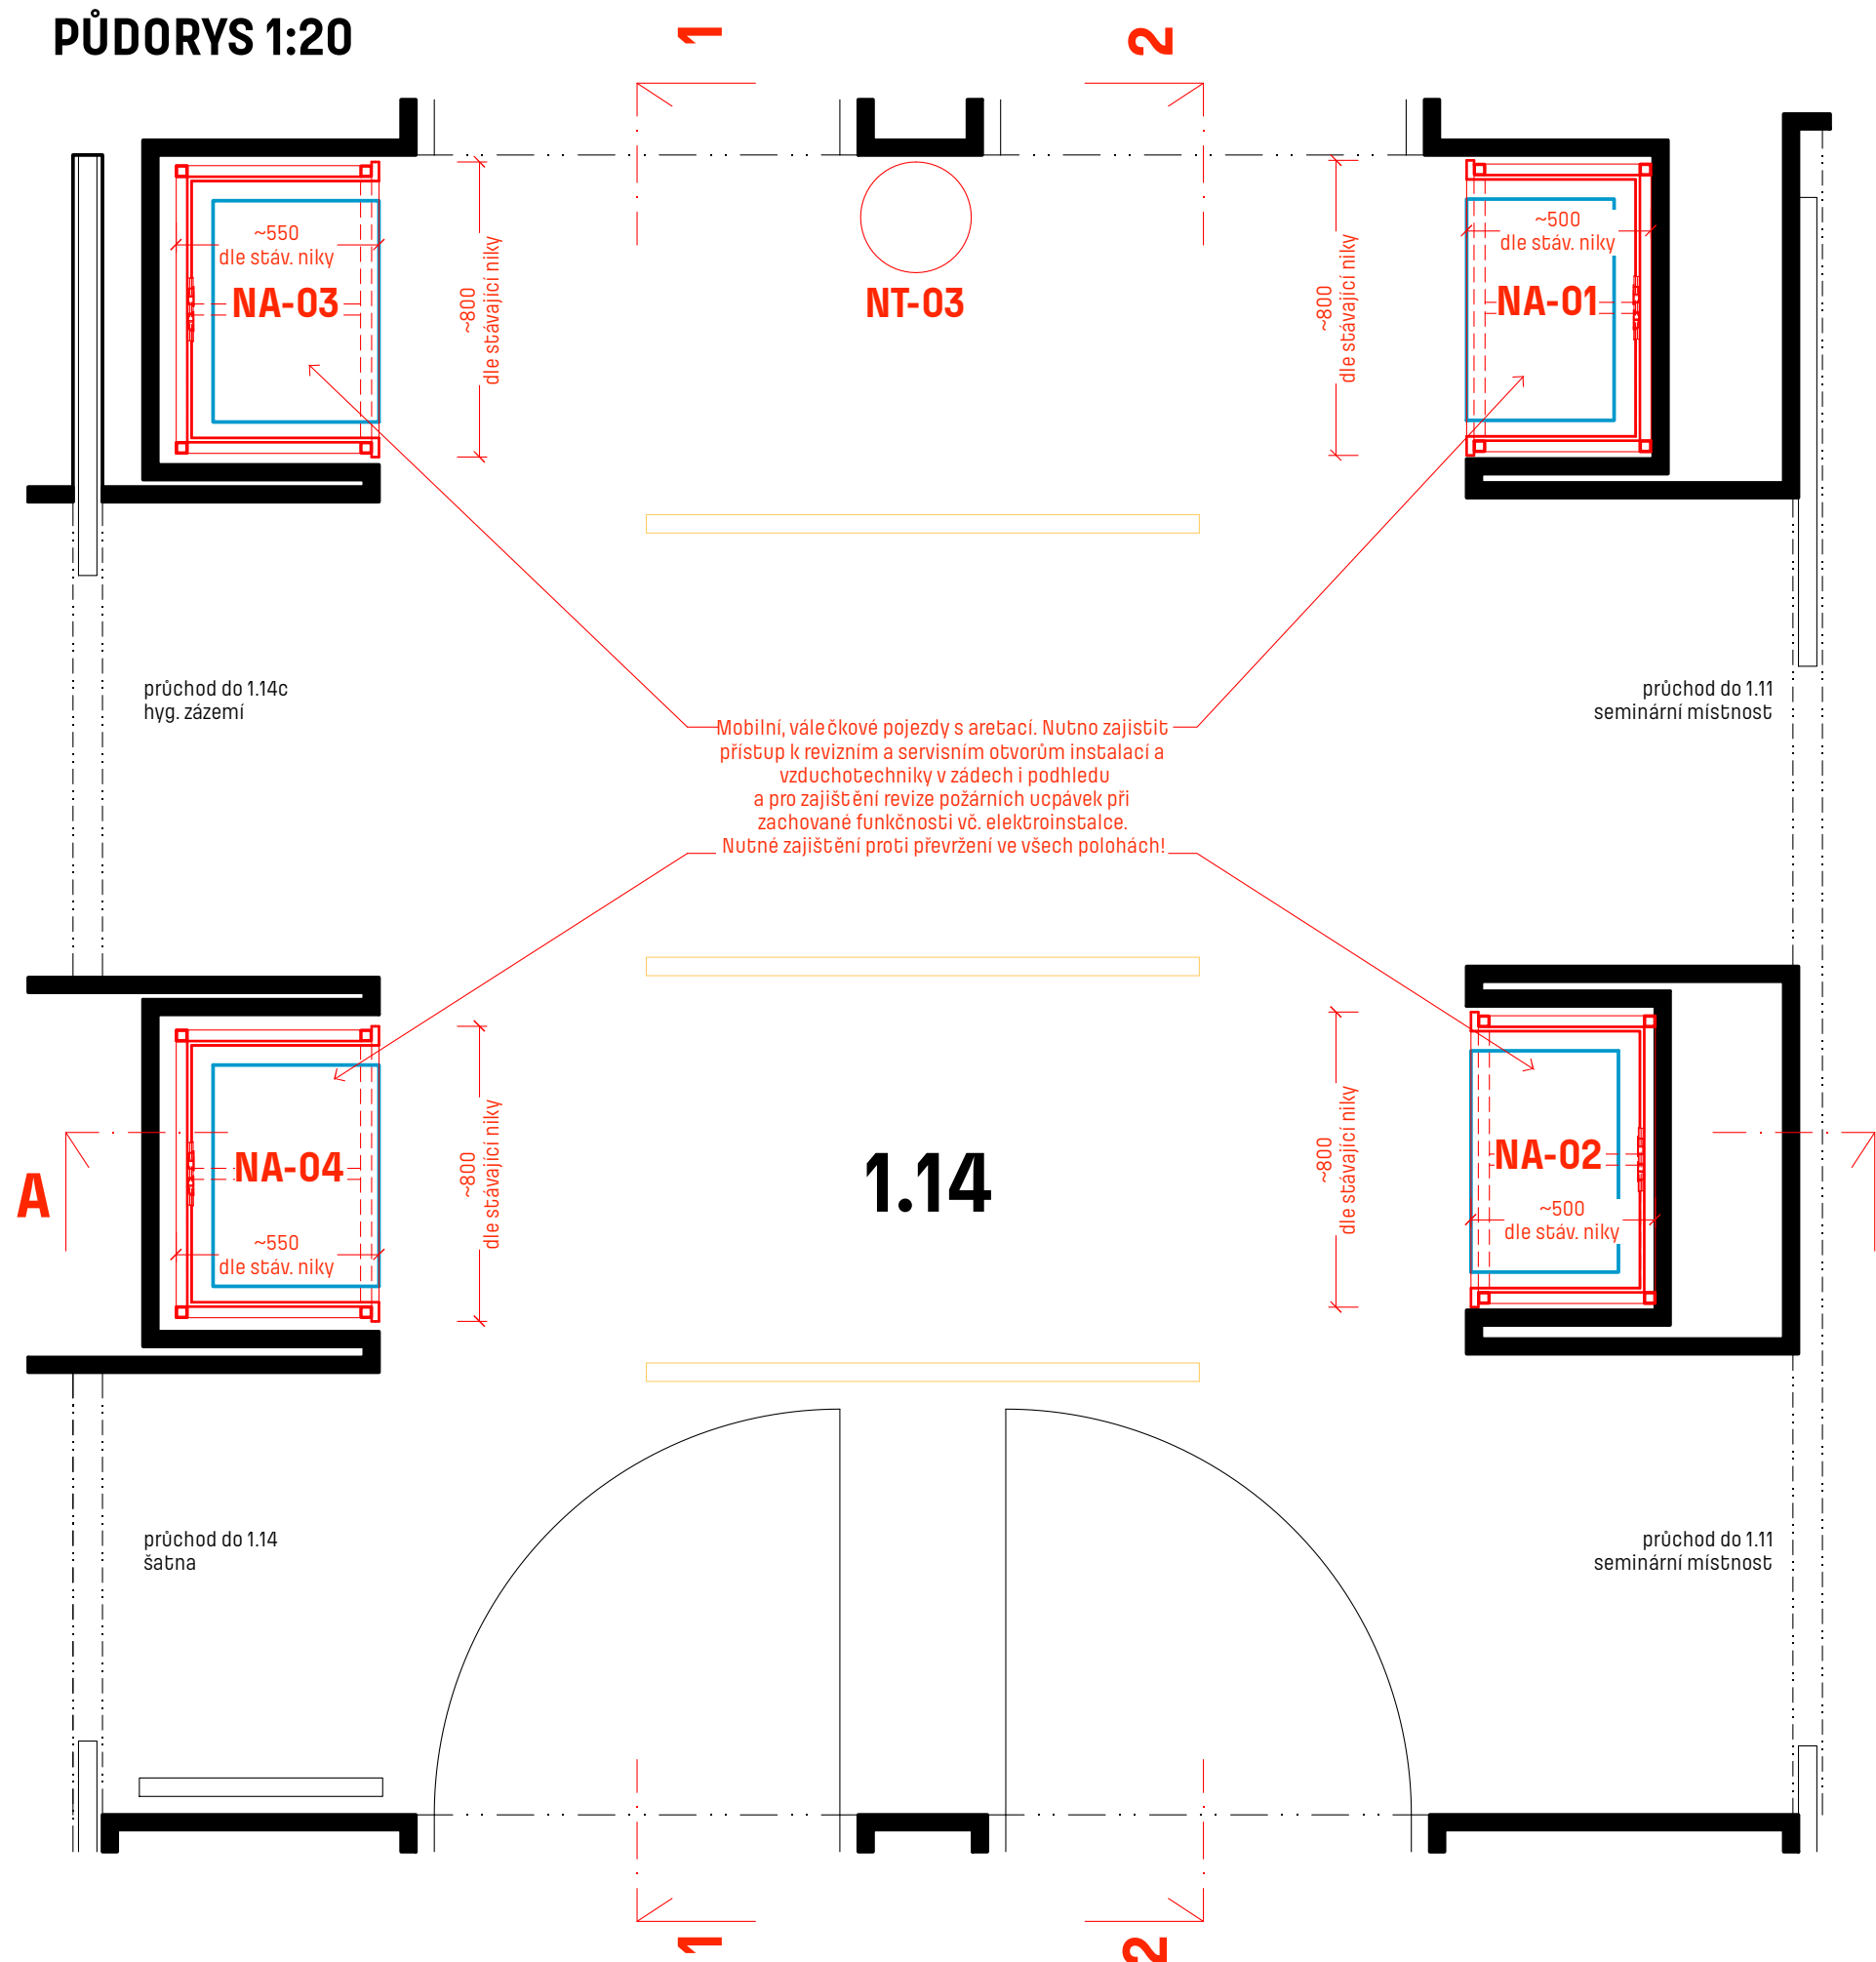 PŮDORYS 1:20
1
2
~550
dle stáv. niky
NA-03
~800
dle stávající niky
NT-03
~800
dle stávající niky
~500
dle stáv. niky
NA-01
průchod do 1.14c
hyg. zázemí
průchod do 1.11
seminární místnost
Mobilní, válečkové pojezdy s aretací. Nutno zajistit
přístup k revizním a servisním otvorům instalací a
vzduchotechniky v zádech i podhledu
a pro zajištění revize požárních ucpávek při
zachované funkčnosti vč. elektroinstalce.
Nutné zajištění proti převržení ve všech polohách!
A
NA-04
~550
dle stáv. niky
~800
dle stávající niky
1.14
~800
dle stávající niky
NA-02
~500
dle stáv. niky
průchod do 1.14
šatna
průchod do 1.11
seminární místnost
1
2